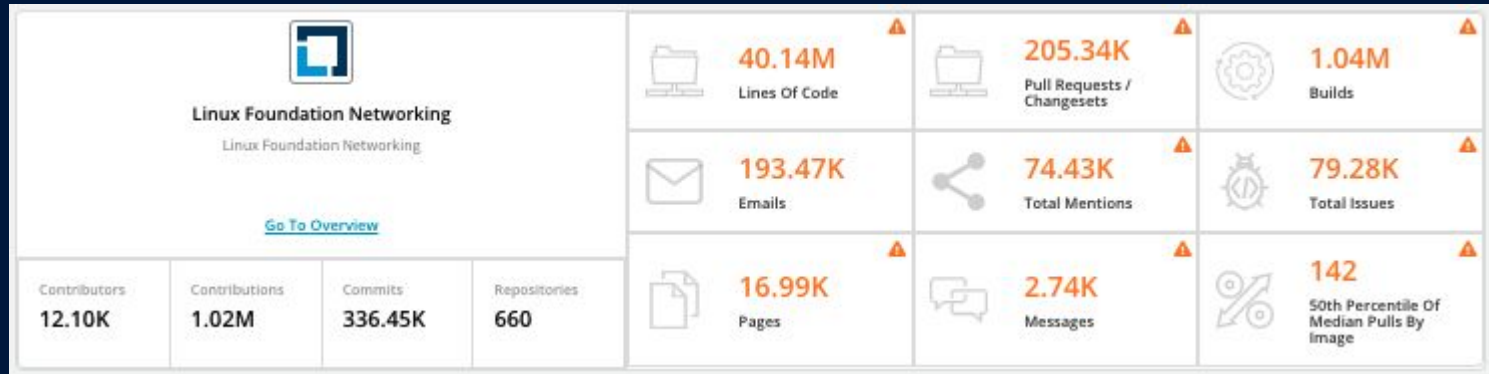 Linux Foundation Networking
Linux Foundation Networking
Go To Overview
Contributors
12.10K
Contributions
1.02M
Commits
336.45K
Repositories
660
40.14M
Lines Of Code
205.34K
Pull Requests /
Changesets
1.04M
Builds
193.47K
Emails
74.43K
Total Mentions
79.28K
Total Issues
16.99K
Pages
2.74K
Messages
142
50th Percentile Of
Median Pulls By
Image